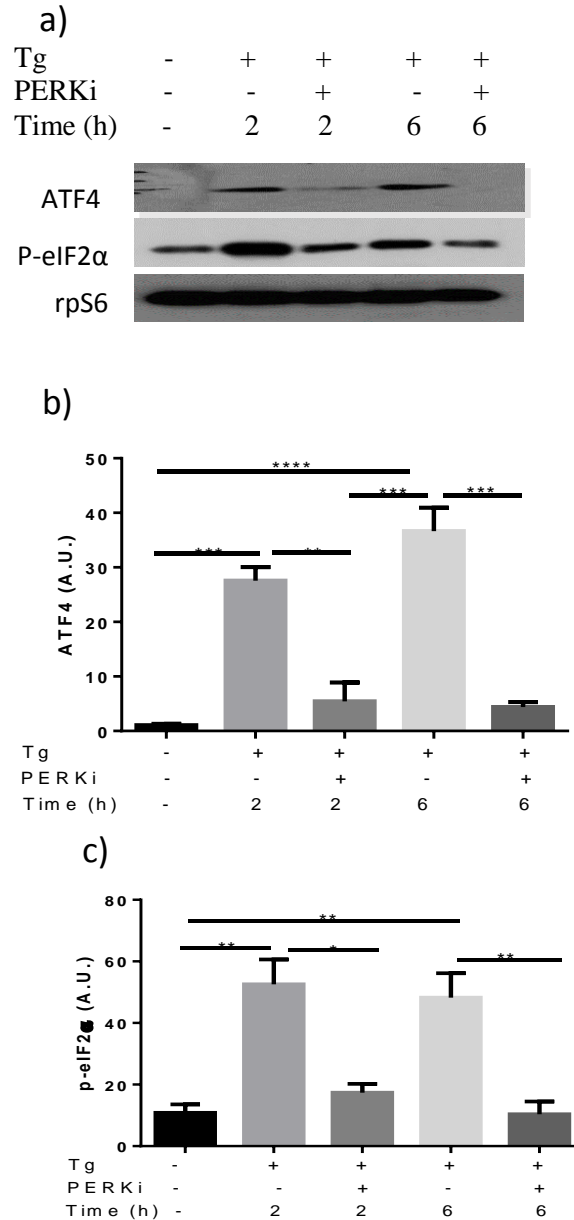 a)
Tg - + + + +
PERKi - - + - +
Time (h) - 2 2 6 6
ATF4
P-eIF2α
rpS6
b)
50
40
30
20
10
0
ATF4 (A.U.)
****
*** ** *** ***
Tg - + + + +
PERKi - - + - +
Time (h) - 2 2 6 6
c)
80
60
40
20
0
p-eIF2α (A.U.)
**
** * **
Tg - + + + +
PERKi - - + - +
Time (h) - 2 2 6 6